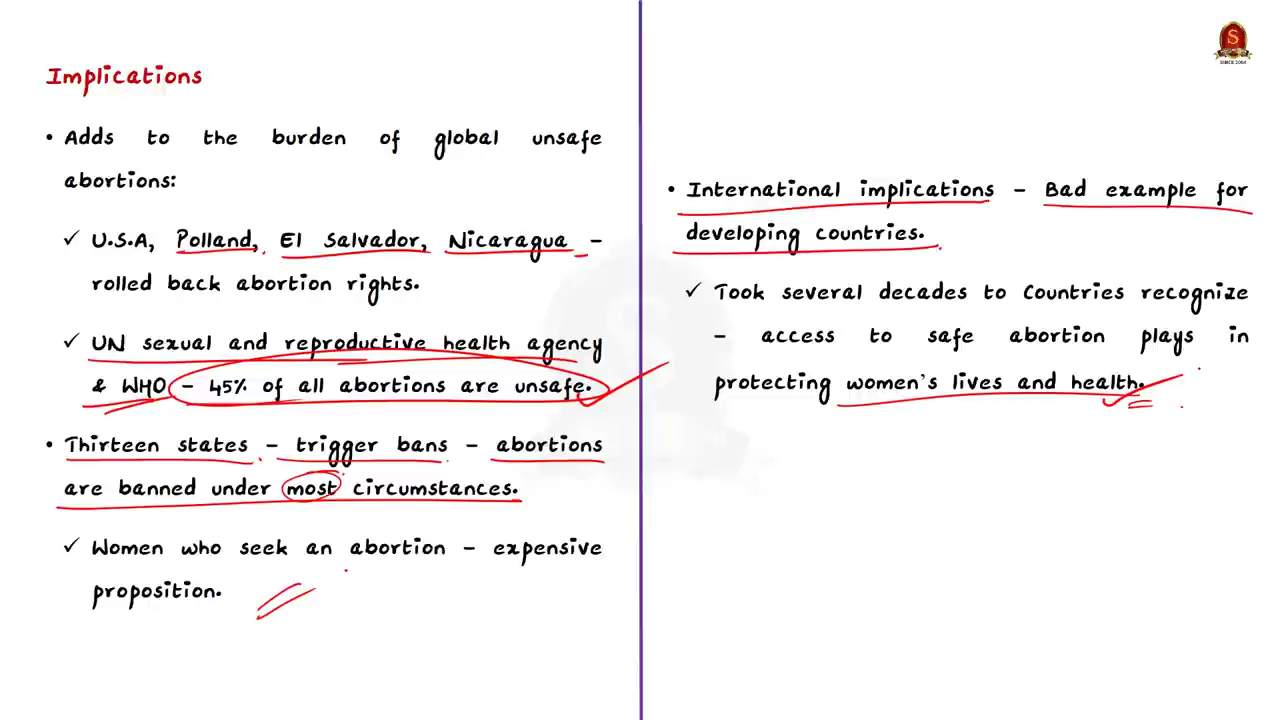 Implications
• Adds to the burden of global unsafe
abortions:
✓ U.S.A, Polland, El Salvador, Nicaragua –
rolled back abortion rights.
✓ UN sexual and reproductive health agency
& WHO – 45% of all abortions are unsafe.
• Thirteen states – trigger bans – abortions
are banned under most circumstances.
✓ Women who seek an abortion – expensive
proposition.
• International implications – Bad example for
developing countries.
✓ Took several decades to Countries recognize
– access to safe abortion plays in
protecting women's lives and health.
S
SINCE 2004